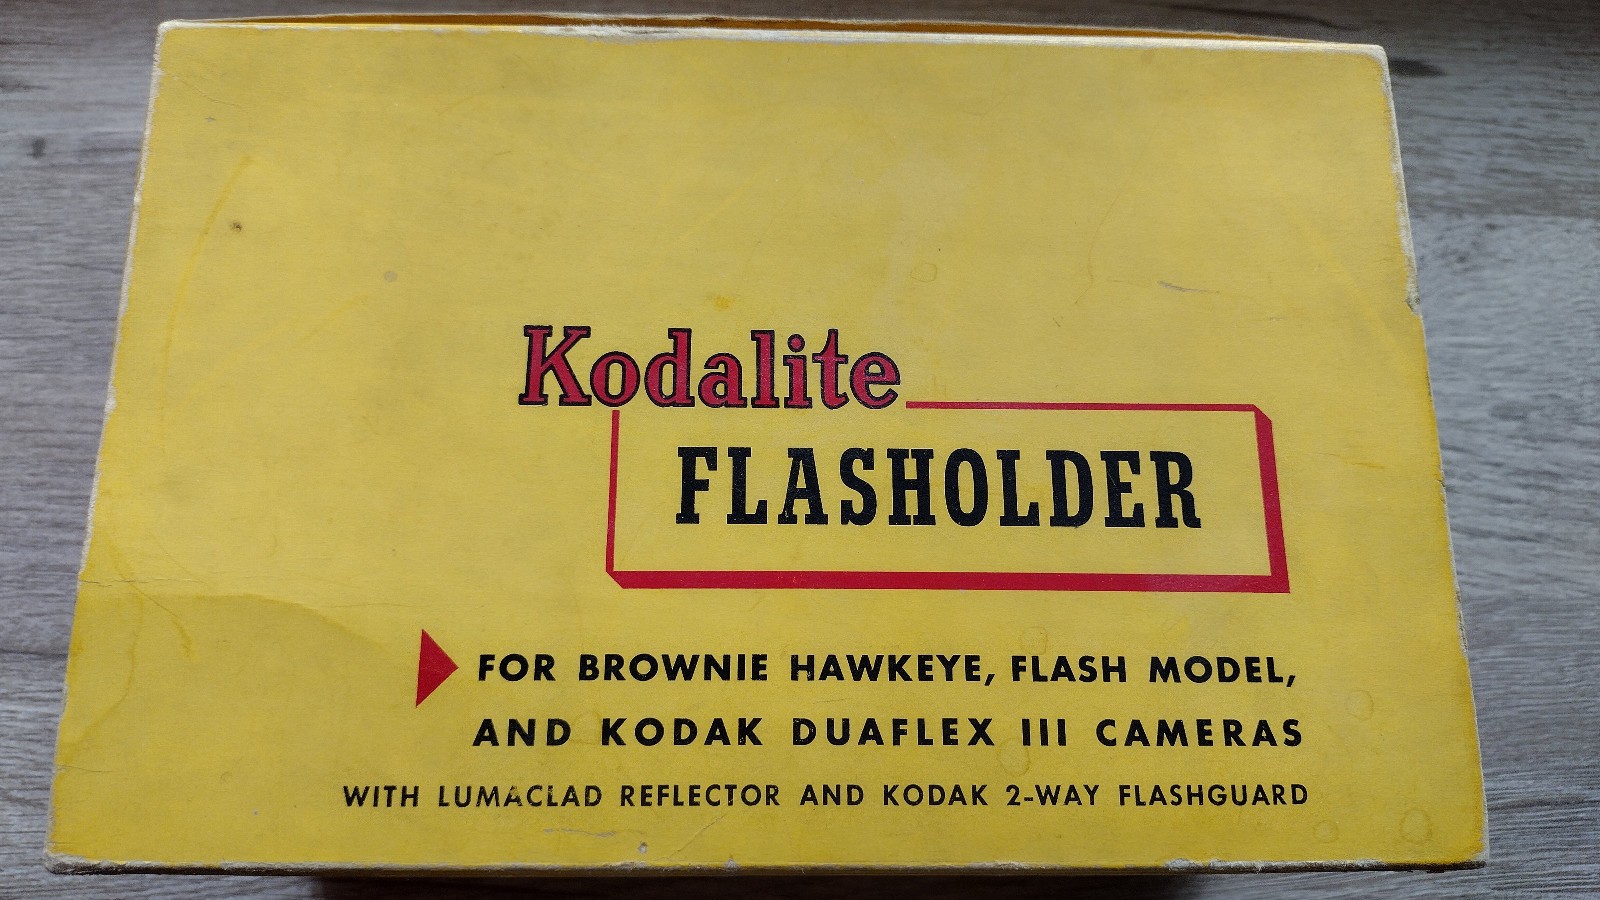 Kodalite
FLASHOLDER
FOR BROWNIE HAWKEYE, FLASH MODEL,
AND KODAK DUAFLEX III CAMERAS
WITH LUMACLAD REFLECTOR AND KODAK 2-WAY FLASHGUARD